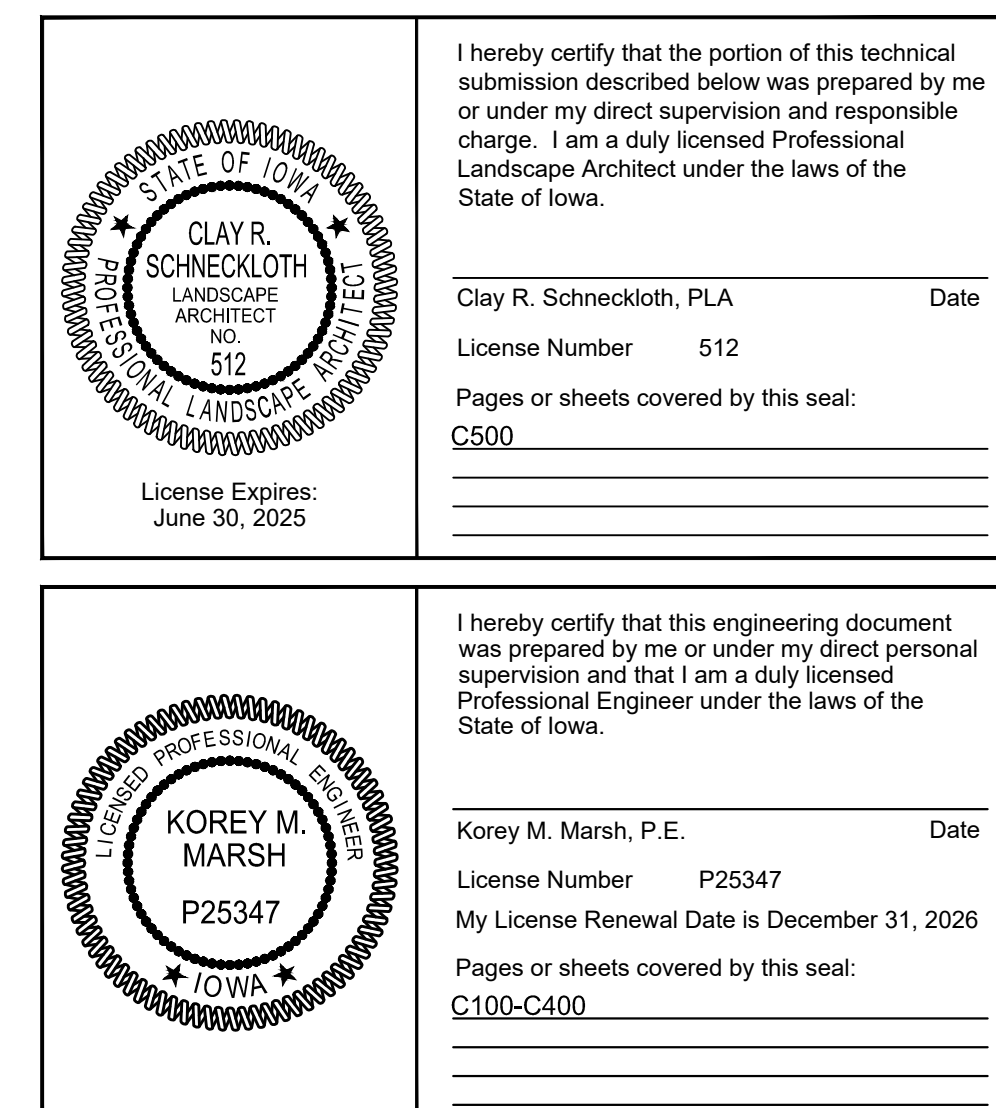 STATE OF IOWA
PROFESSIONAL LANDSCAPE ARCHITECT
CLAY R.
SCHNECKLOTH
LANDSCAPE
ARCHITECT
NO.
512
License Expires:
June 30, 2025
I hereby certify that the portion of this technical
submission described below was prepared by me
or under my direct supervision and responsible
charge. I am a duly licensed Professional
Landscape Architect under the laws of the
State of Iowa.
Clay R. Schneckloth, PLA Date
License Number 512
Pages or sheets covered by this seal:
C500
LICENSED PROFESSIONAL ENGINEER
KOREY M.
MARSH
P25347
IOWA
I hereby certify that this engineering document
was prepared by me or under my direct personal
supervision and that I am a duly licensed
Professional Engineer under the laws of the
State of Iowa.
Korey M. Marsh, P.E. Date
License Number P25347
My License Renewal Date is December 31, 2026
Pages or sheets covered by this seal:
C100-C400